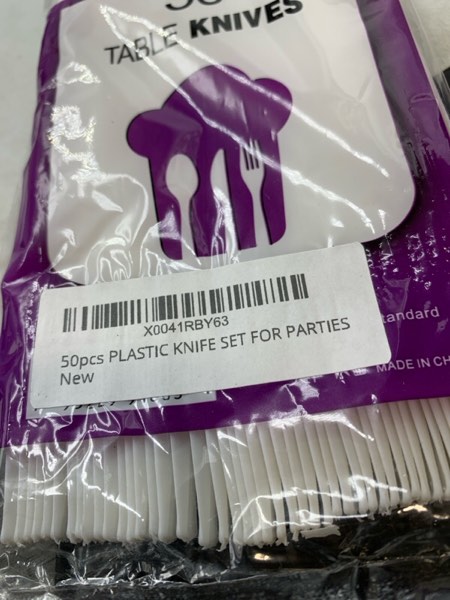 TABLE KNIVES
X0041RBY63
50pcs PLASTIC KNIFE SET FOR PARTIES
New
tandard
MADE IN CH